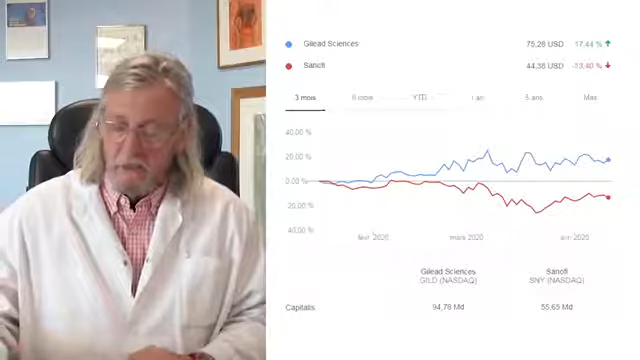 Gilead Sciences 75,28 USD 17,44 % ↑
Sanofi 44,38 USD -13,40 % ↓
3 mois 6 mois YTD 1 an 5 ans Max
40,00 %
20,00 %
0,00 %
20,00 %
40,00 %
févr. 2020 mars 2020 avr. 2020
Gilead Sciences Sanofi
GILD (NASDAQ) SNY (NASDAQ)
Capitalis 94,78 Md 55,65 Md